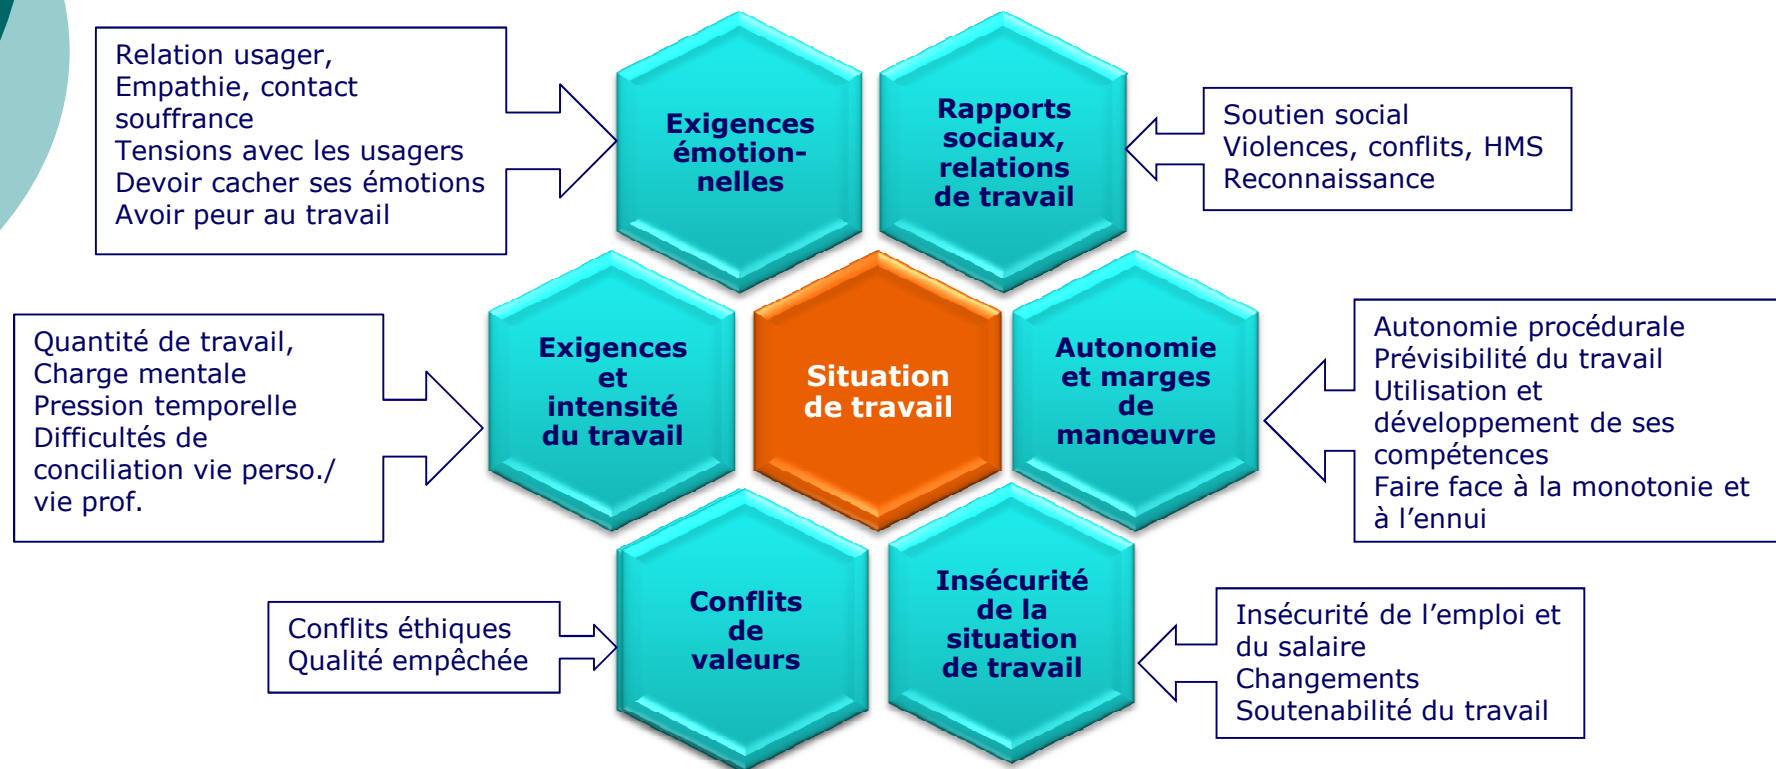 Relation usager,
Empathie, contact
souffrance
Tensions avec les usagers
Devoir cacher ses émotions
Avoir peur au travail
Exigences
émotion-
nelles
Rapports
sociaux,
relations
de travail
Soutien social
Violences, conflits, HMS
Reconnaissance
Quantité de travail,
Charge mentale
Pression temporelle
Difficultés de
conciliation vie perso./
vie prof.
Exigences
et
intensité
du travail
Situation
de travail
Autonomie
et marges
de
manœuvre
Autonomie procédurale
Prévisibilité du travail
Utilisation et
développement de ses
compétences
Faire face à la monotonie et
à l’ennui
Conflits éthiques
Qualité empêchée
Conflits
de
valeurs
Insécurité
de la
situation
de travail
Insécurité de l’emploi et
du salaire
Changements
Soutenabilité du travail